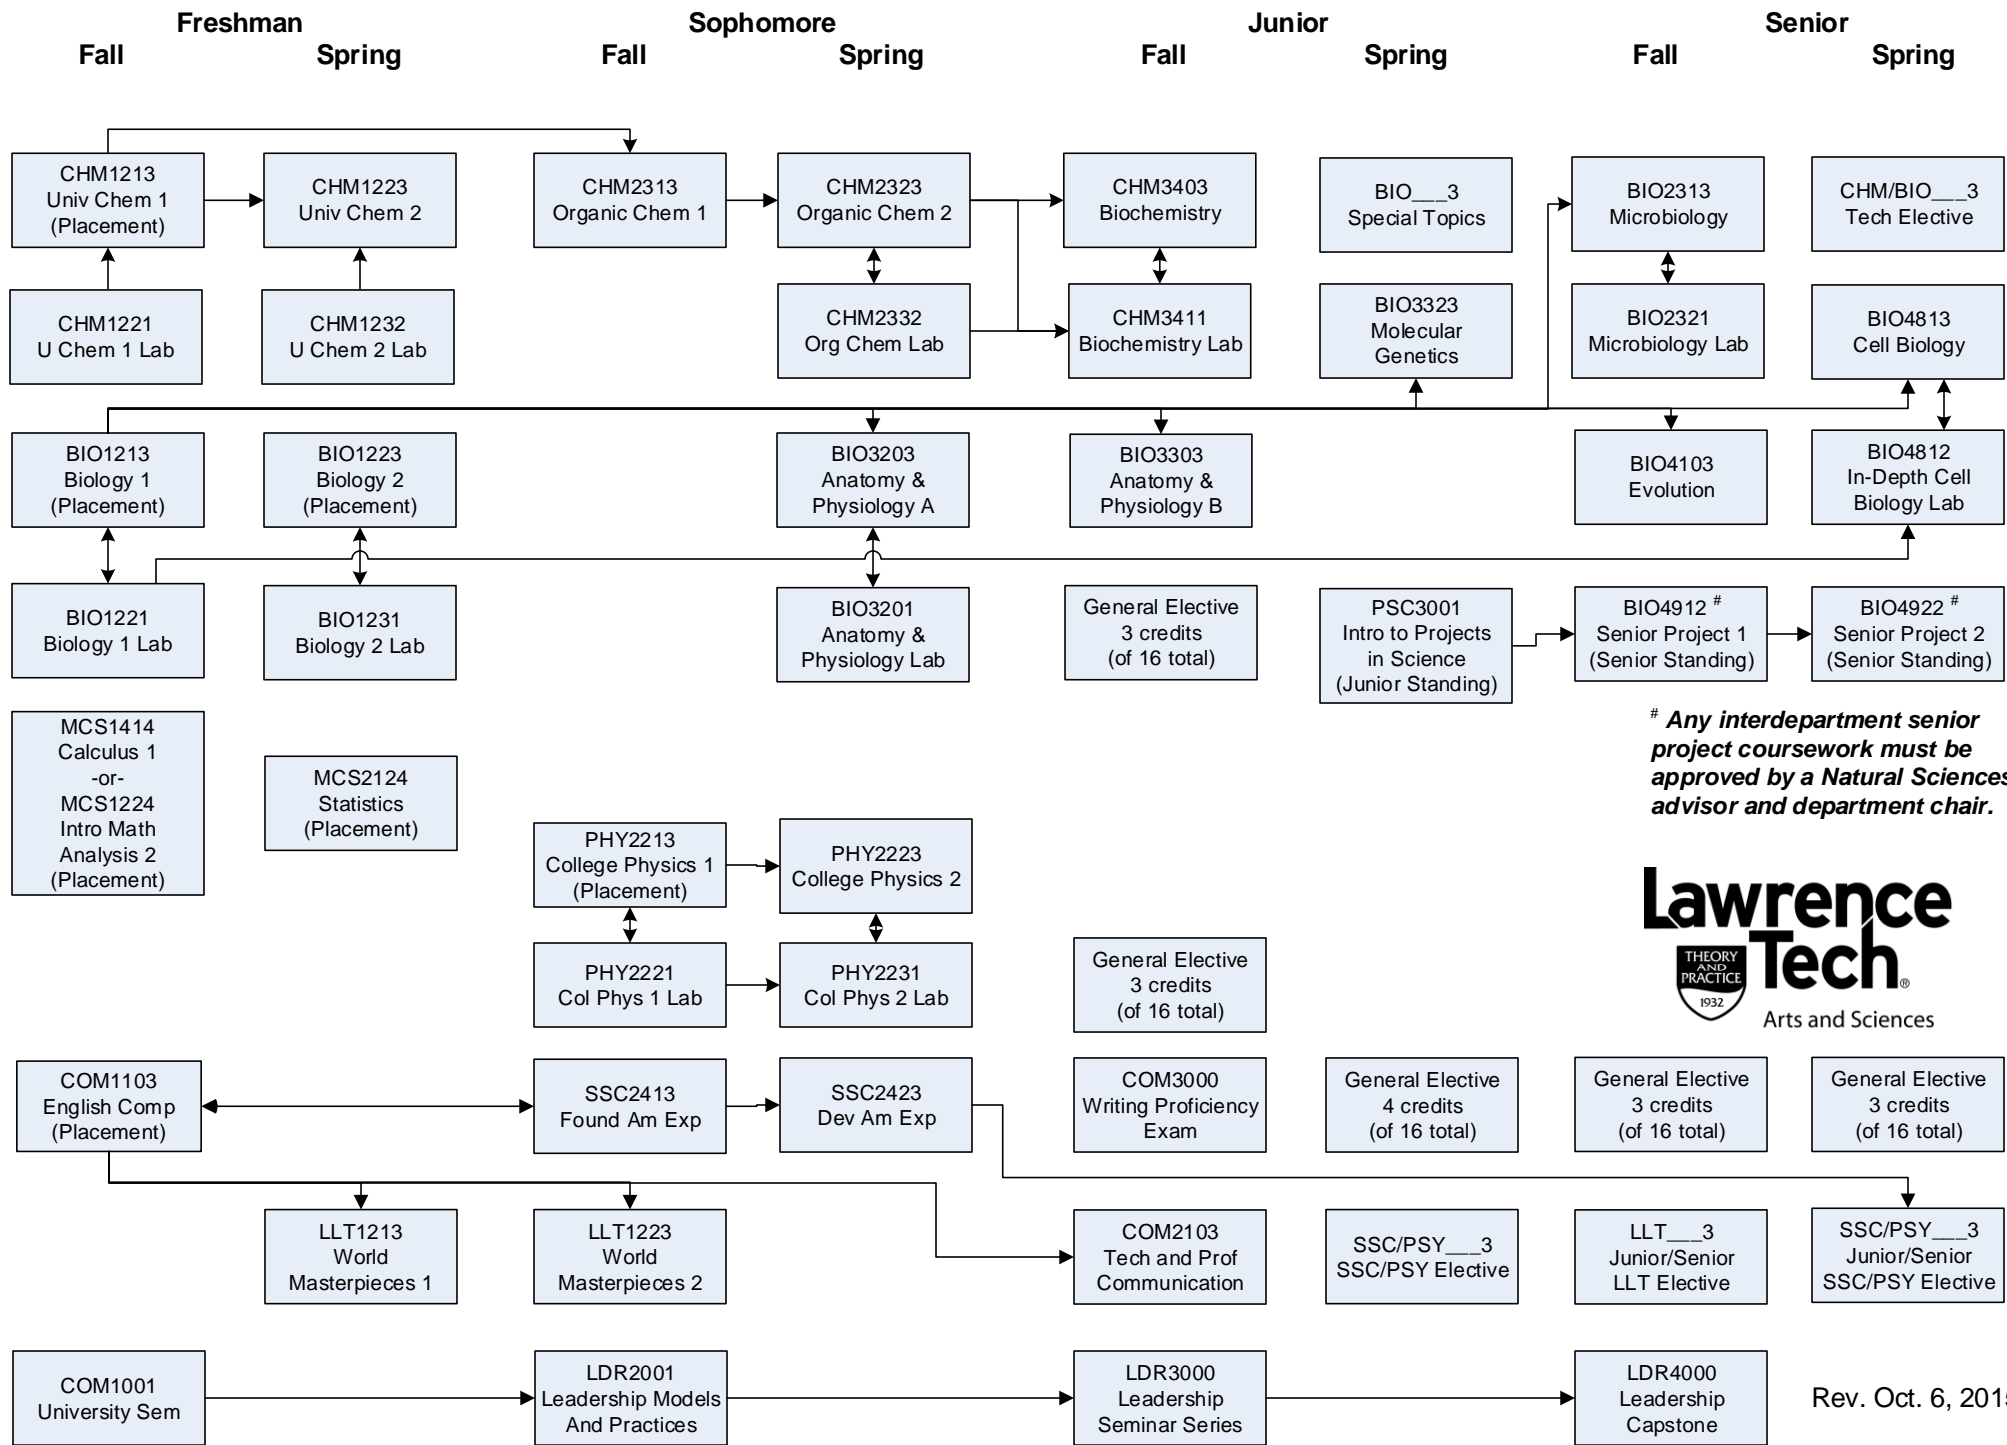 Freshman
Sophomore
Junior
Senior
Fall
Spring
Fall
Spring
Fall
Spring
Fall
Spring
CHM1213
Univ Chem 1
(Placement)
CHM1223
Univ Chem 2
CHM2313
Organic Chem 1
CHM2323
Organic Chem 2
CHM3403
Biochemistry
BIO___3
Special Topics
BIO2313
Microbiology
CHM/BIO___3
Tech Elective
CHM1221
U Chem 1 Lab
CHM1232
U Chem 2 Lab
CHM2332
Org Chem Lab
CHM3411
Biochemistry Lab
BIO3323
Molecular
Genetics
BIO2321
Microbiology Lab
BIO4813
Cell Biology
BIO1213
Biology 1
(Placement)
BIO1223
Biology 2
(Placement)
BIO3203
Anatomy &
Physiology A
BIO3303
Anatomy &
Physiology B
BIO4103
Evolution
BIO4812
In-Depth Cell
Biology Lab
BIO1221
Biology 1 Lab
BIO1231
Biology 2 Lab
BIO3201
Anatomy &
Physiology Lab
General Elective
3 credits
(of 16 total)
PSC3001
Intro to Projects
in Science
(Junior Standing)
BIO4912 #
Senior Project 1
(Senior Standing)
BIO4922 #
Senior Project 2
(Senior Standing)
MCS1414
Calculus 1
-or-
MCS1224
Intro Math
Analysis 2
(Placement)
MCS2124
Statistics
(Placement)
# Any interdepartment senior
project coursework must be
approved by a Natural Sciences
advisor and department chair.
PHY2213
College Physics 1
(Placement)
PHY2223
College Physics 2
PHY2221
Col Phys 1 Lab
PHY2231
Col Phys 2 Lab
General Elective
3 credits
(of 16 total)
Lawrence
Tech®
THEORY
AND
PRACTICE
1932
Arts and Sciences
COM1103
English Comp
(Placement)
SSC2413
Found Am Exp
SSC2423
Dev Am Exp
COM3000
Writing Proficiency
Exam
General Elective
4 credits
(of 16 total)
General Elective
3 credits
(of 16 total)
General Elective
3 credits
(of 16 total)
LLT1213
World
Masterpieces 1
LLT1223
World
Masterpieces 2
COM2103
Tech and Prof
Communication
SSC/PSY___3
SSC/PSY Elective
LLT___3
Junior/Senior
LLT Elective
SSC/PSY___3
Junior/Senior
SSC/PSY Elective
COM1001
University Sem
LDR2001
Leadership Models
And Practices
LDR3000
Leadership
Seminar Series
LDR4000
Leadership
Capstone
Rev. Oct. 6, 2015